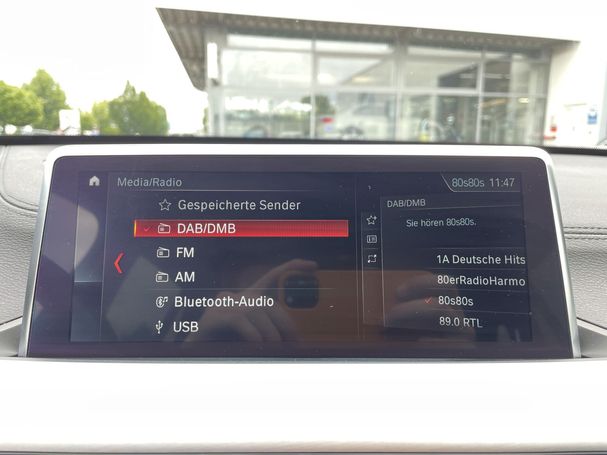 Media/Radio
80s80s 11:47
Gespeicherte Sender
DAB/DMB
FM
AM
Bluetooth-Audio
USB
DAB/DMB
Sie hören 80s80s.
1A Deutsche Hits
80erRadioHarmo
80s80s
89.0 RTL